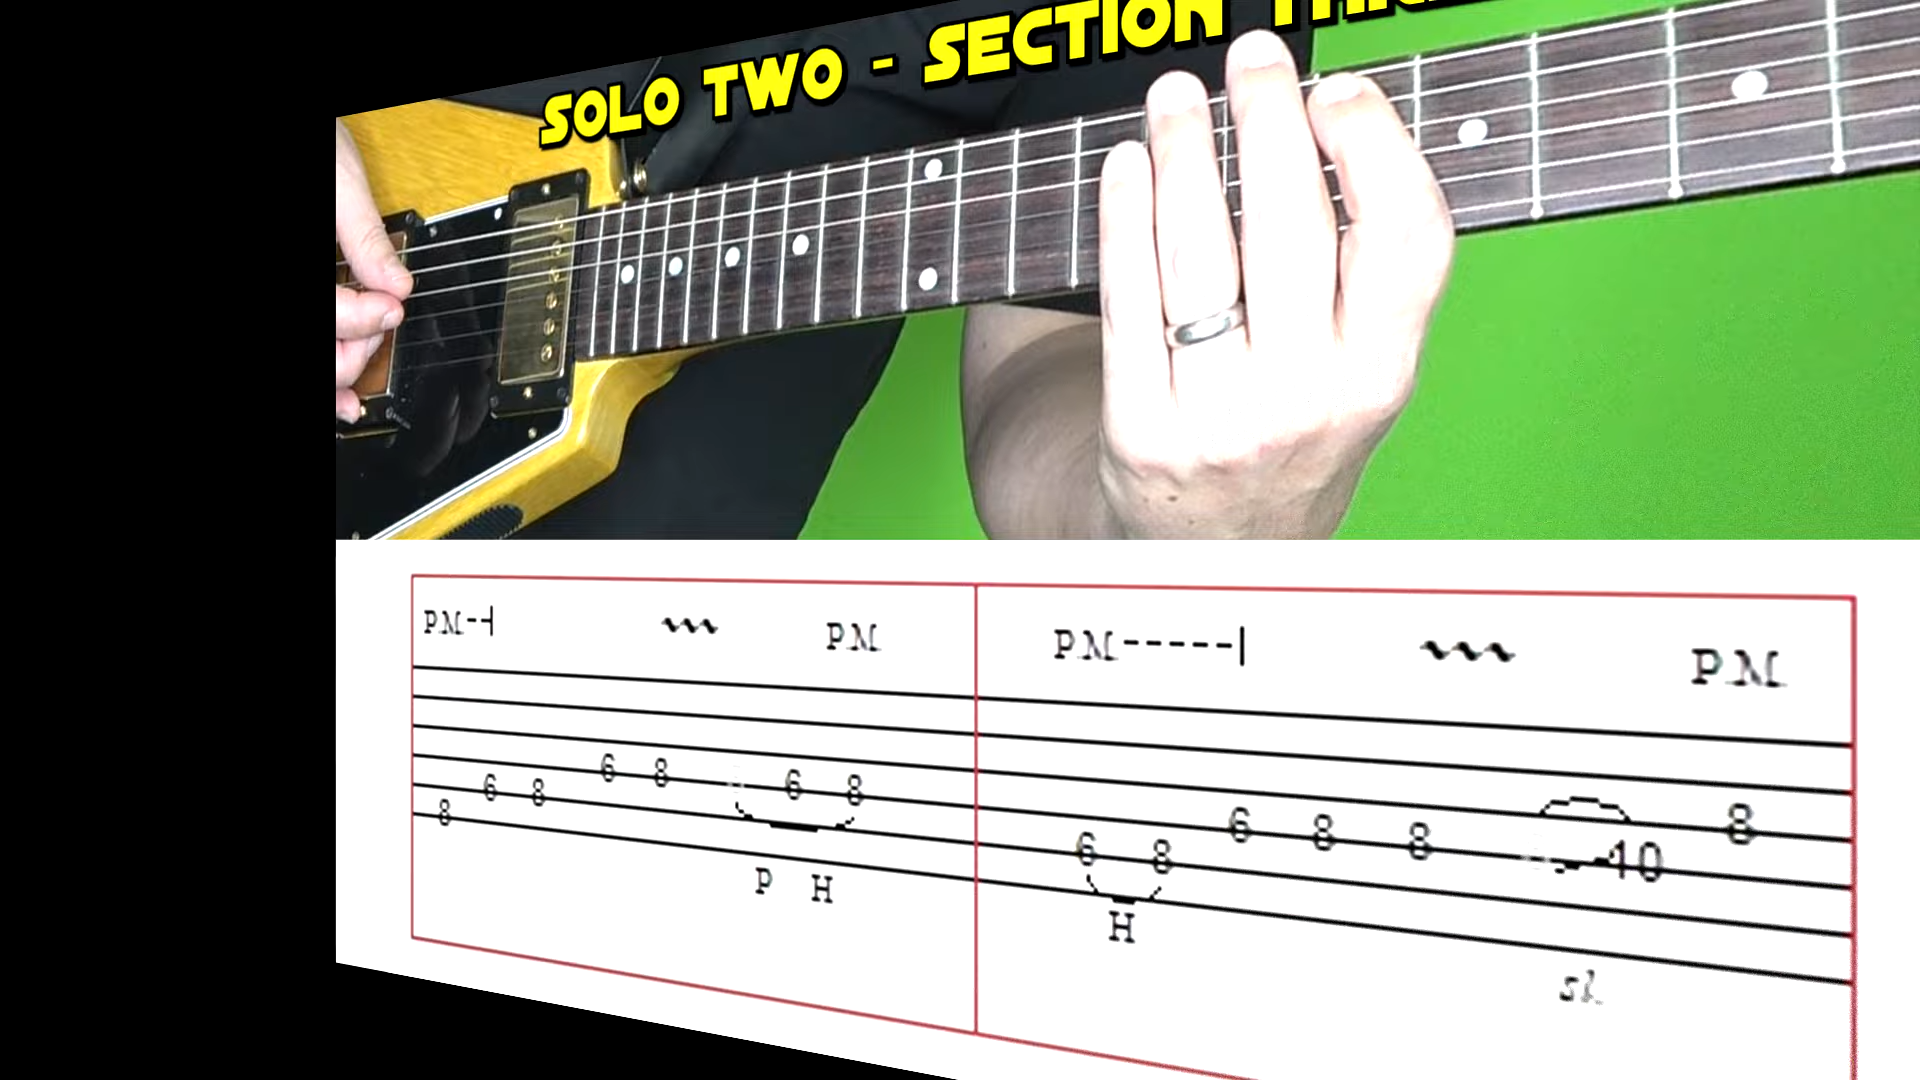 SOLO TWO - SECTION
PM--| PM
8 6 8 6 8 6 8
P H
PM-----| PM
6 8 6 8 8 10 8
H
sl.